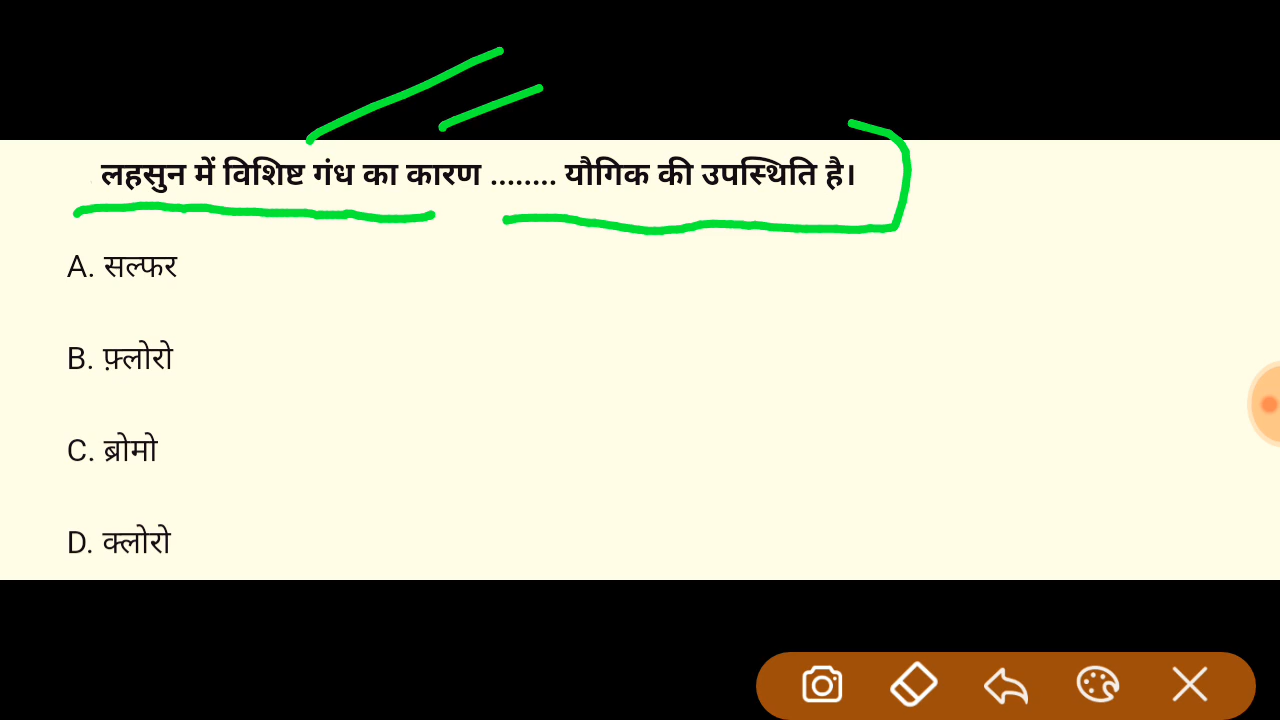 लहसुन में विशिष्ट गंध का कारण ........ यौगिक की उपस्थिति है।
A. सल्फर
B. फ़्लोरो
C. ब्रोमो
D. क्लोरो